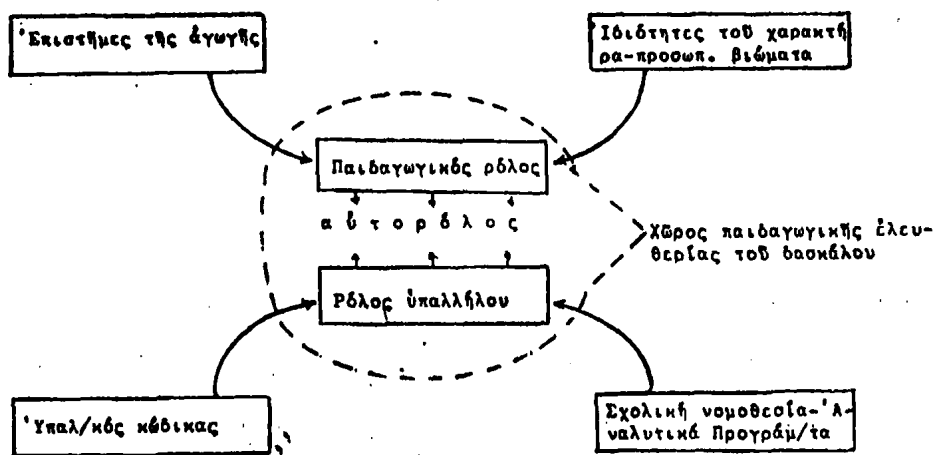 Ἐπιστῆμες τῆς ἀγωγῆς
Ἰδιότητες τοῦ χαρακτή
ρα-προσωπ. βιώματα
Παιδαγωγικός ρόλος
α ὐ τ ο ρ ό λ ο ς
Χῶρος παιδαγωγικῆς ἐλευ-
θερίας τοῦ δασκάλου
Ρόλος ὑπαλλήλου
Ὑπαλ/κός κώδικας
Σχολική νομοθεσία-Ἀ-
ναλυτικά Προγράμ/τα